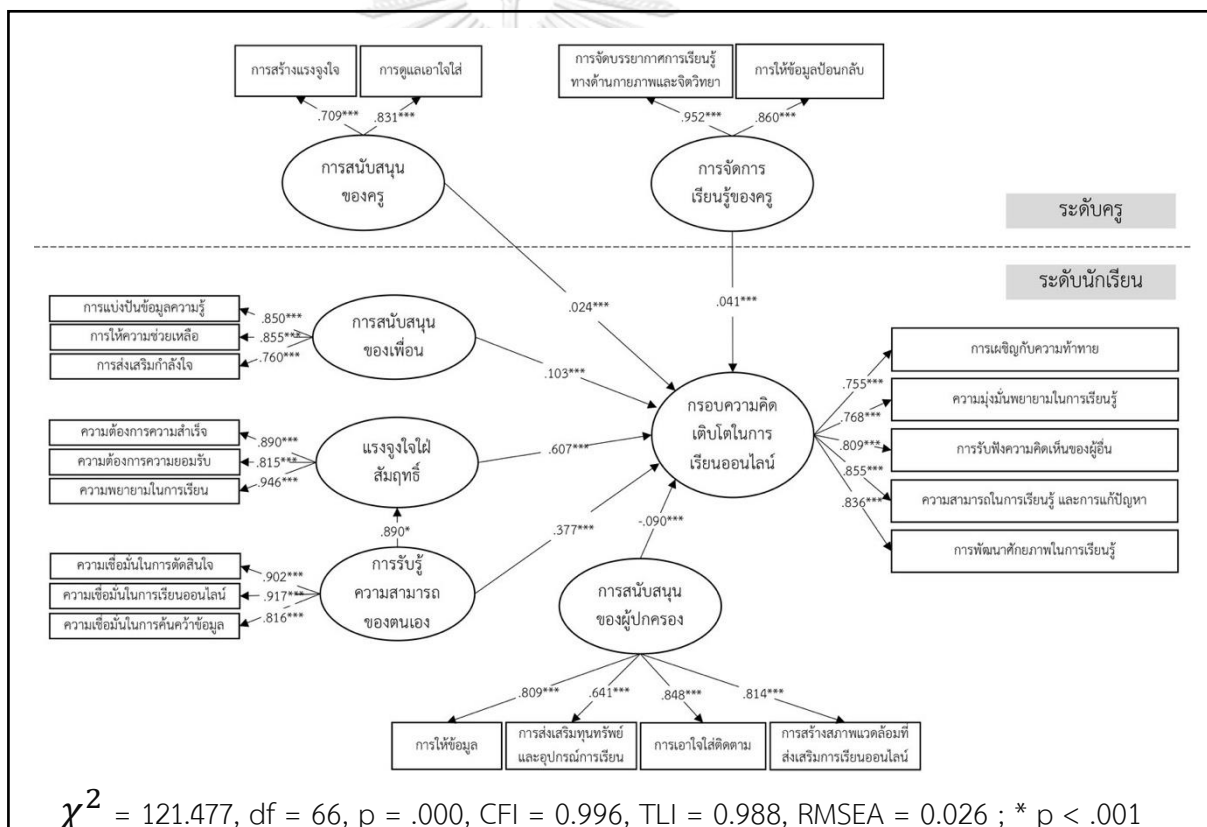 การสร้างแรงจูงใจ
การดูแลเอาใจใส่
การจัดบรรยากาศการเรียนรู้
ทางด้านกายภาพและจิตวิทยา
การให้ข้อมูลป้อนกลับ
.709***
.831***
.952***
.860***
การสนับสนุน
ของครู
การจัดการ
เรียนรู้ของครู
ระดับครู
ระดับนักเรียน
.024***
.041***
การแบ่งปันข้อมูลความรู้
การให้ความช่วยเหลือ
การส่งเสริมกำลังใจ
.850***
.855***
.760***
การสนับสนุน
ของเพื่อน
.103***
ความต้องการความสำเร็จ
ความต้องการความยอมรับ
ความพยายามในการเรียน
.890***
.815***
.946***
แรงจูงใจใฝ่
สัมฤทธิ์
.607***
กรอบความคิด
เติบโตในการ
เรียนออนไลน์
.755***
.768***
.809***
.855***
.836***
การเผชิญกับความท้าทาย
ความมุ่งมั่นพยายามในการเรียนรู้
การรับฟังความคิดเห็นของผู้อื่น
ความสามารถในการเรียนรู้ และการแก้ปัญหา
การพัฒนาศักยภาพในการเรียนรู้
.890*
.377***
-.090***
ความเชื่อมั่นในการตัดสินใจ
ความเชื่อมั่นในการเรียนออนไลน์
ความเชื่อมั่นในการค้นคว้าข้อมูล
.902***
.917***
.816***
การรับรู้
ความสามารถ
ของตนเอง
การสนับสนุน
ของผู้ปกครอง
.809***
.641***
.848***
.814***
การให้ข้อมูล
การส่งเสริมทุนทรัพย์
และอุปกรณ์การเรียน
การเอาใจใส่ติดตาม
การสร้างสภาพแวดล้อมที่
ส่งเสริมการเรียนออนไลน์
χ² = 121.477, df = 66, p = .000, CFI = 0.996, TLI = 0.988, RMSEA = 0.026 ; * p < .001